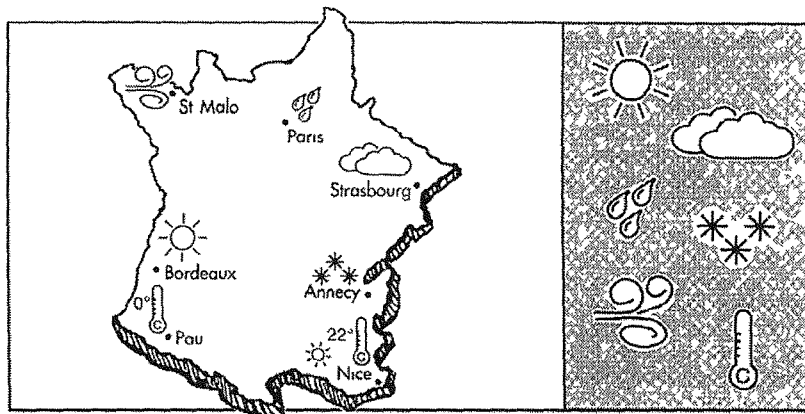 St Malo
Paris
Strasbourg
Bordeaux
Annecy
0°
C
Pau
22°
C
Nice
C